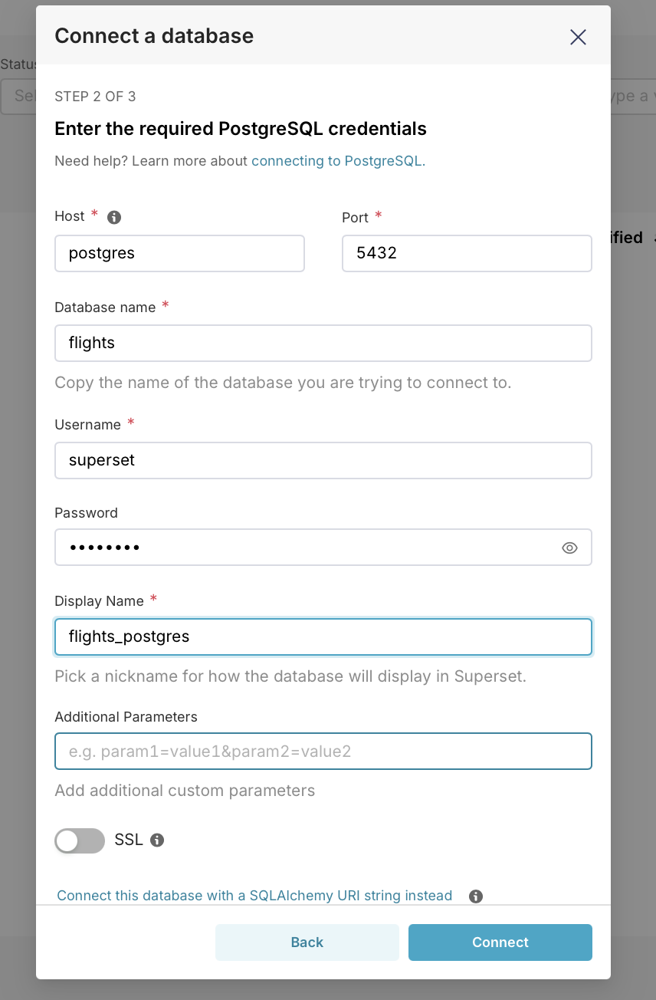 Connect a database
Status
STEP 2 OF 3
Enter the required PostgreSQL credentials
Need help? Learn more about connecting to PostgreSQL.
Host *
Port *
postgres
5432
Database name *
flights
Copy the name of the database you are trying to connect to.
Username *
superset
Password
••••••••
Display Name *
flights_postgres
Pick a nickname for how the database will display in Superset.
Additional Parameters
e.g. param1=value1&param2=value2
Add additional custom parameters
SSL
Connect this database with a SQLAlchemy URI string instead
Back
Connect